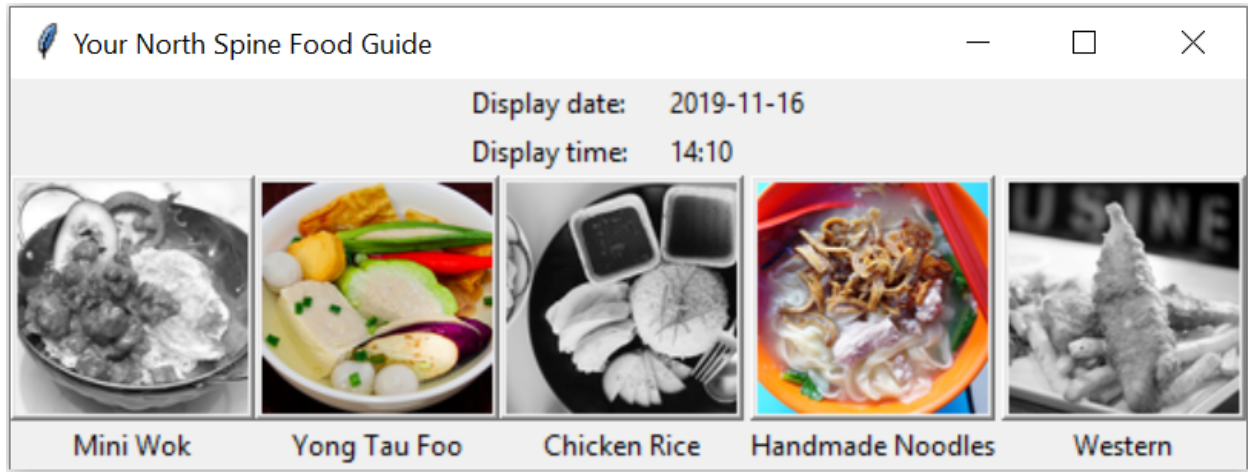 Your North Spine Food Guide
Display date: 2019-11-16
Display time: 14:10
USINE
Mini Wok
Yong Tau Foo
Chicken Rice
Handmade Noodles
Western